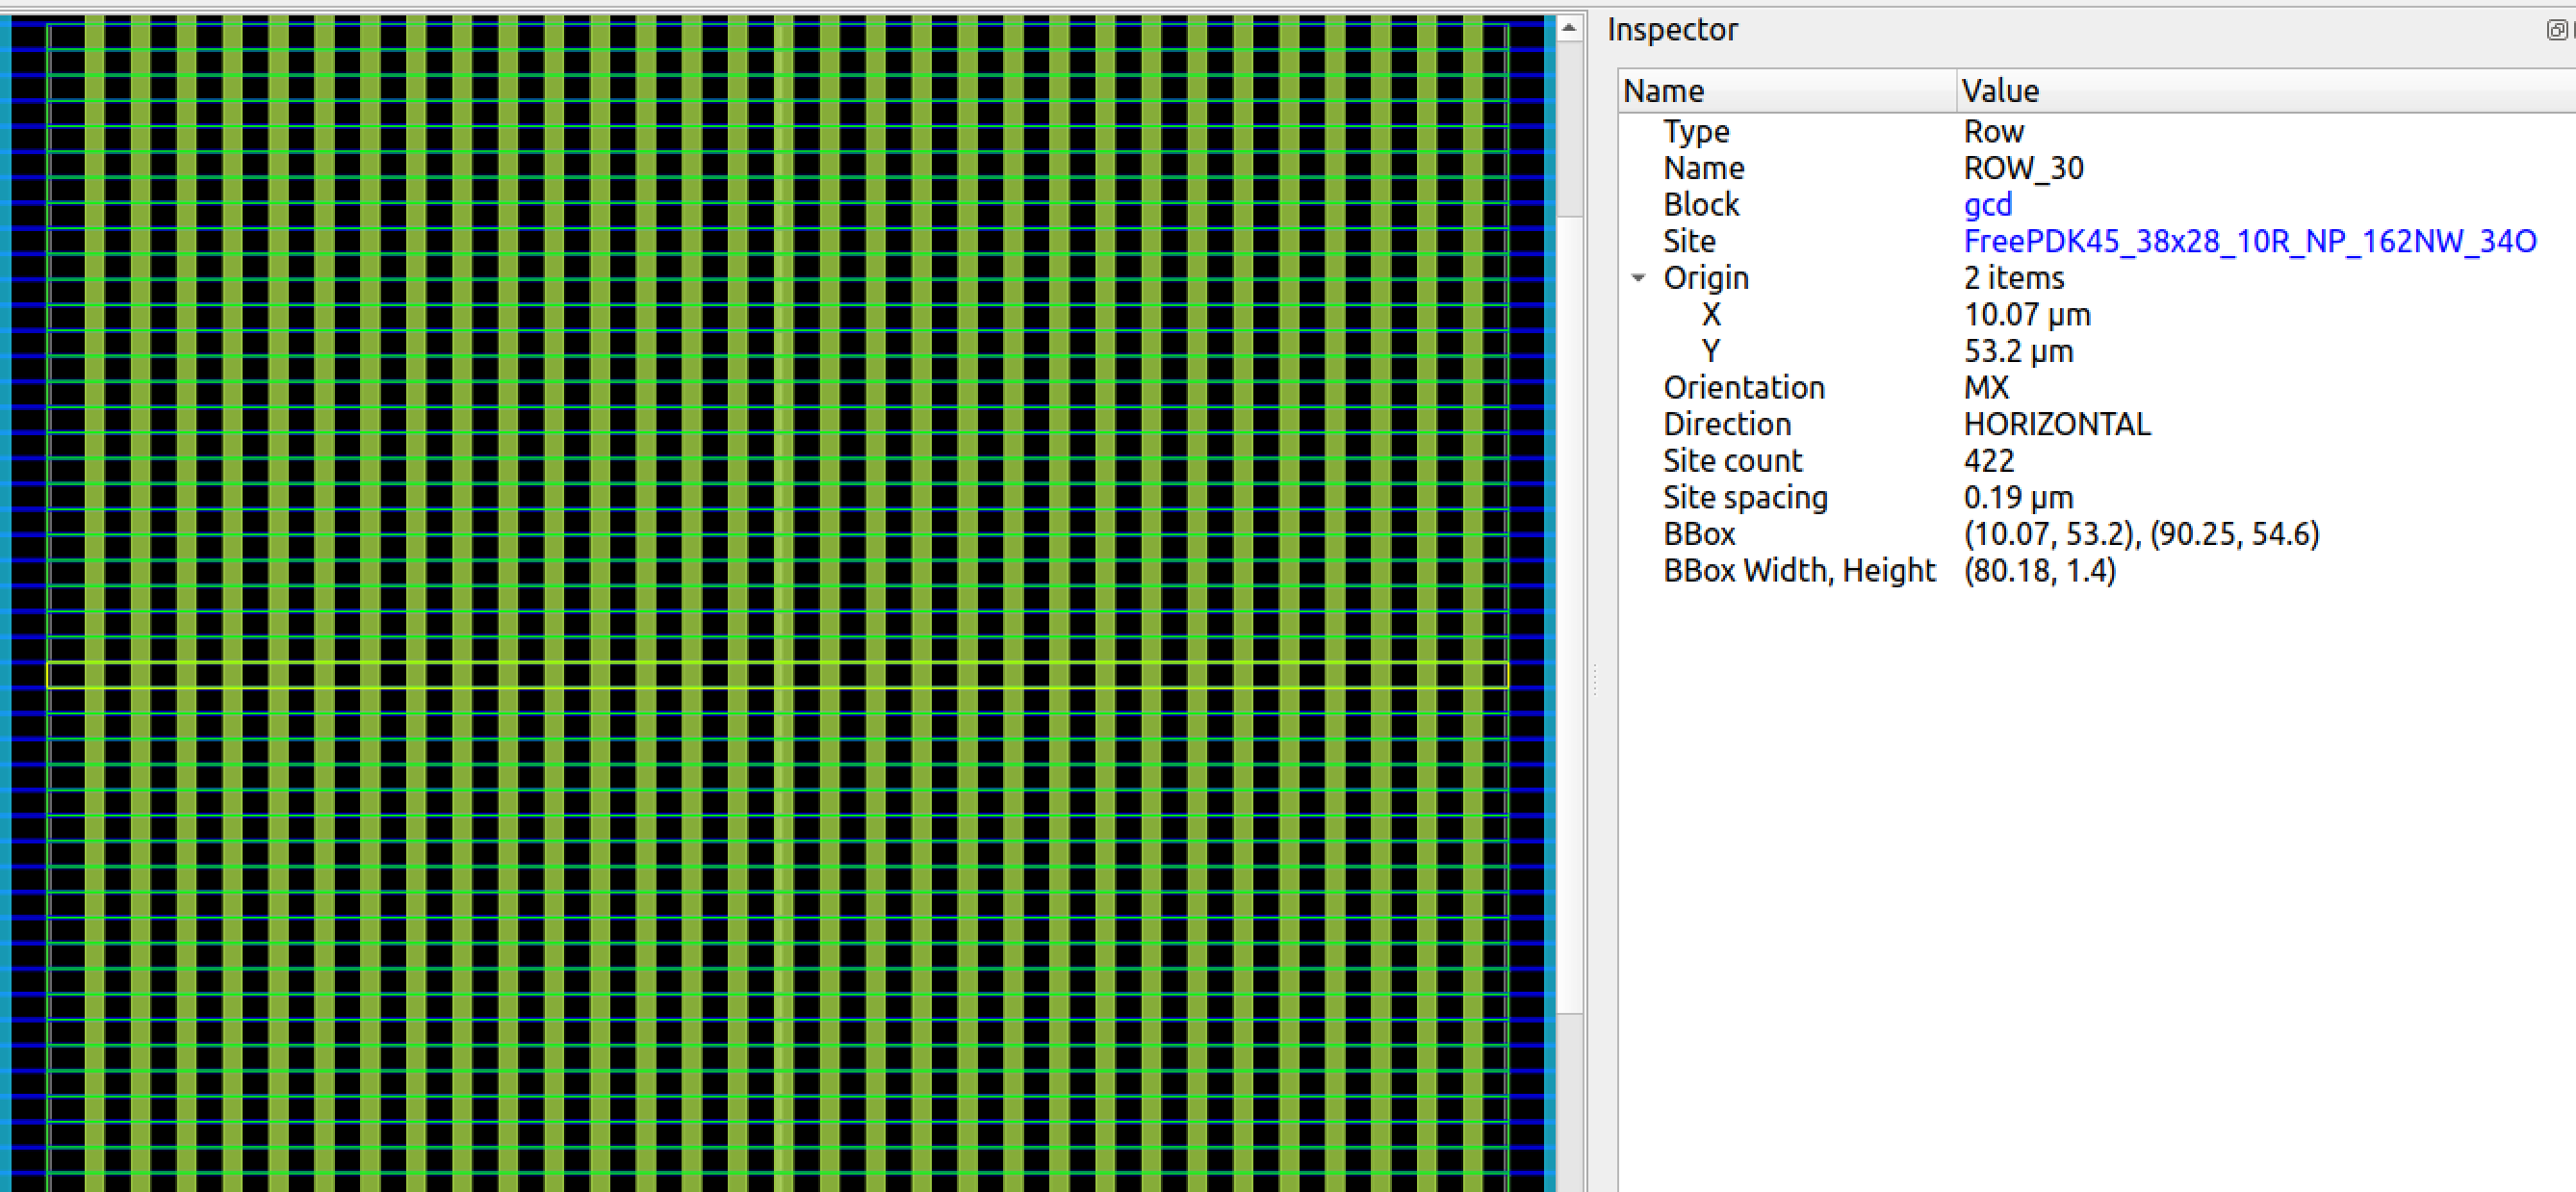 Inspector
Name Value
Type Row
Name ROW_30
Block gcd
Site FreePDK45_38x28_10R_NP_162NW_34O
Origin 2 items
X 10.07 μm
Y 53.2 μm
Orientation MX
Direction HORIZONTAL
Site count 422
Site spacing 0.19 μm
BBox (10.07, 53.2), (90.25, 54.6)
BBox Width, Height (80.18, 1.4)